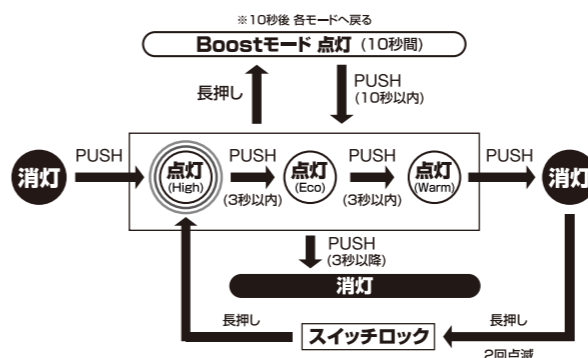 ※10秒後 各モードへ戻る
Boostモード 点灯 (10秒間)
長押し
PUSH
(10秒以内)
消灯
PUSH
点灯
(High)
PUSH
(3秒以内)
点灯
(Eco)
PUSH
(3秒以内)
点灯
(Warm)
PUSH
消灯
PUSH
(3秒以降)
消灯
長押し
スイッチロック
長押し
2回点滅